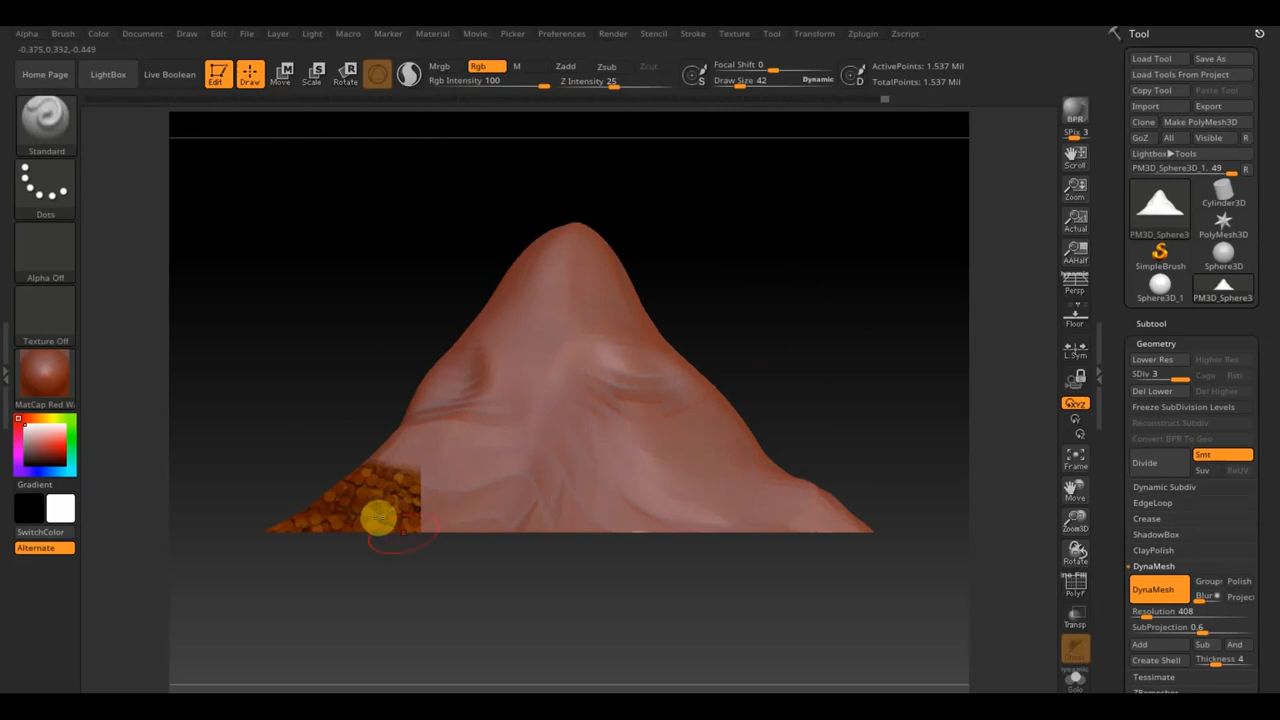 Alpha Brush Color Document Draw Edit File Layer Light Macro Marker Material Movie Picker Preferences Render Stencil Stroke Texture Tool Transform Zplugin Zscript
Tool
-0.375,0.332,-0.449
Home Page
LightBox
Live Boolean
Edit
Draw
Move
Scale
Rotate
Mrgb Rgb M
Rgb Intensity 100
Zadd Zsub Zcut
Z Intensity 25
S
Focal Shift 0
Draw Size 42 Dynamic
D
ActivePoints: 1.537 Mil
TotalPoints: 1.537 Mil
Standard
Dots
Alpha Off
Texture Off
MatCap Red Wa
Gradient
SwitchColor
Alternate
BPR
SPix 3
Scroll
Zoom
Actual
AAHalf
Dynamic
Persp
Floor
L.Sym
XYZ
Frame
Move
Zoom3D
Rotate
PolyF
Transp
Solo
Load Tool Save As
Load Tools From Project
Copy Tool Paste Tool
Import Export
Clone Make PolyMesh3D
GoZ All Visible R
Lightbox▶Tools
PM3D_Sphere3D_1. 49 R
PM3D_Sphere3
Cylinder3D
PolyMesh3D
SimpleBrush
Sphere3D
Sphere3D_1
PM3D_Sphere3
Subtool
Geometry
Lower Res Higher Res
SDiv 3 Cage Rstr
Del Lower Del Higher
Freeze SubDivision Levels
Reconstruct Subdiv
Convert BPR To Geo
Divide
Smt
Suv ReUV
Dynamic Subdiv
EdgeLoop
Crease
ShadowBox
ClayPolish
DynaMesh
DynaMesh
Groups Polish
Blur Project
Resolution 408
SubProjection 0.6
Add Sub And
Create Shell Thickness 4
Tessimate